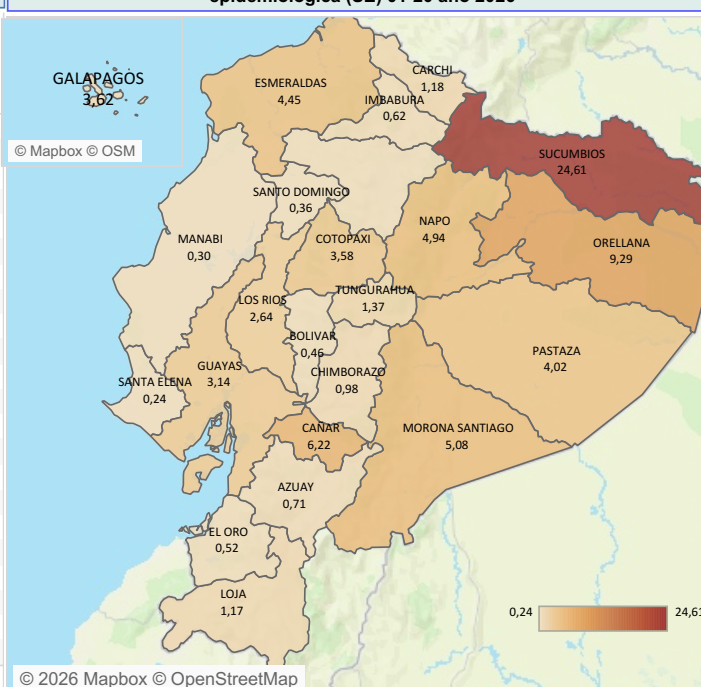 GALAPAGOS
3,62
© Mapbox © OSM
ESMERALDAS
4,45
CARCHI
1,18
IMBABURA
0,62
SUCUMBIOS
24,61
SANTO DOMINGO
0,36
NAPO
4,94
MANABI
0,30
COTOPAXI
3,58
ORELLANA
9,29
TUNGURAHUA
1,37
LOS RIOS
2,64
BOLIVAR
0,46
PASTAZA
4,02
GUAYAS
3,14
CHIMBORAZO
0,98
SANTA ELENA
0,24
CAÑAR
6,22
MORONA SANTIAGO
5,08
AZUAY
0,71
EL ORO
0,52
LOJA
1,17
0,24
24,61
© 2026 Mapbox © OpenStreetMap